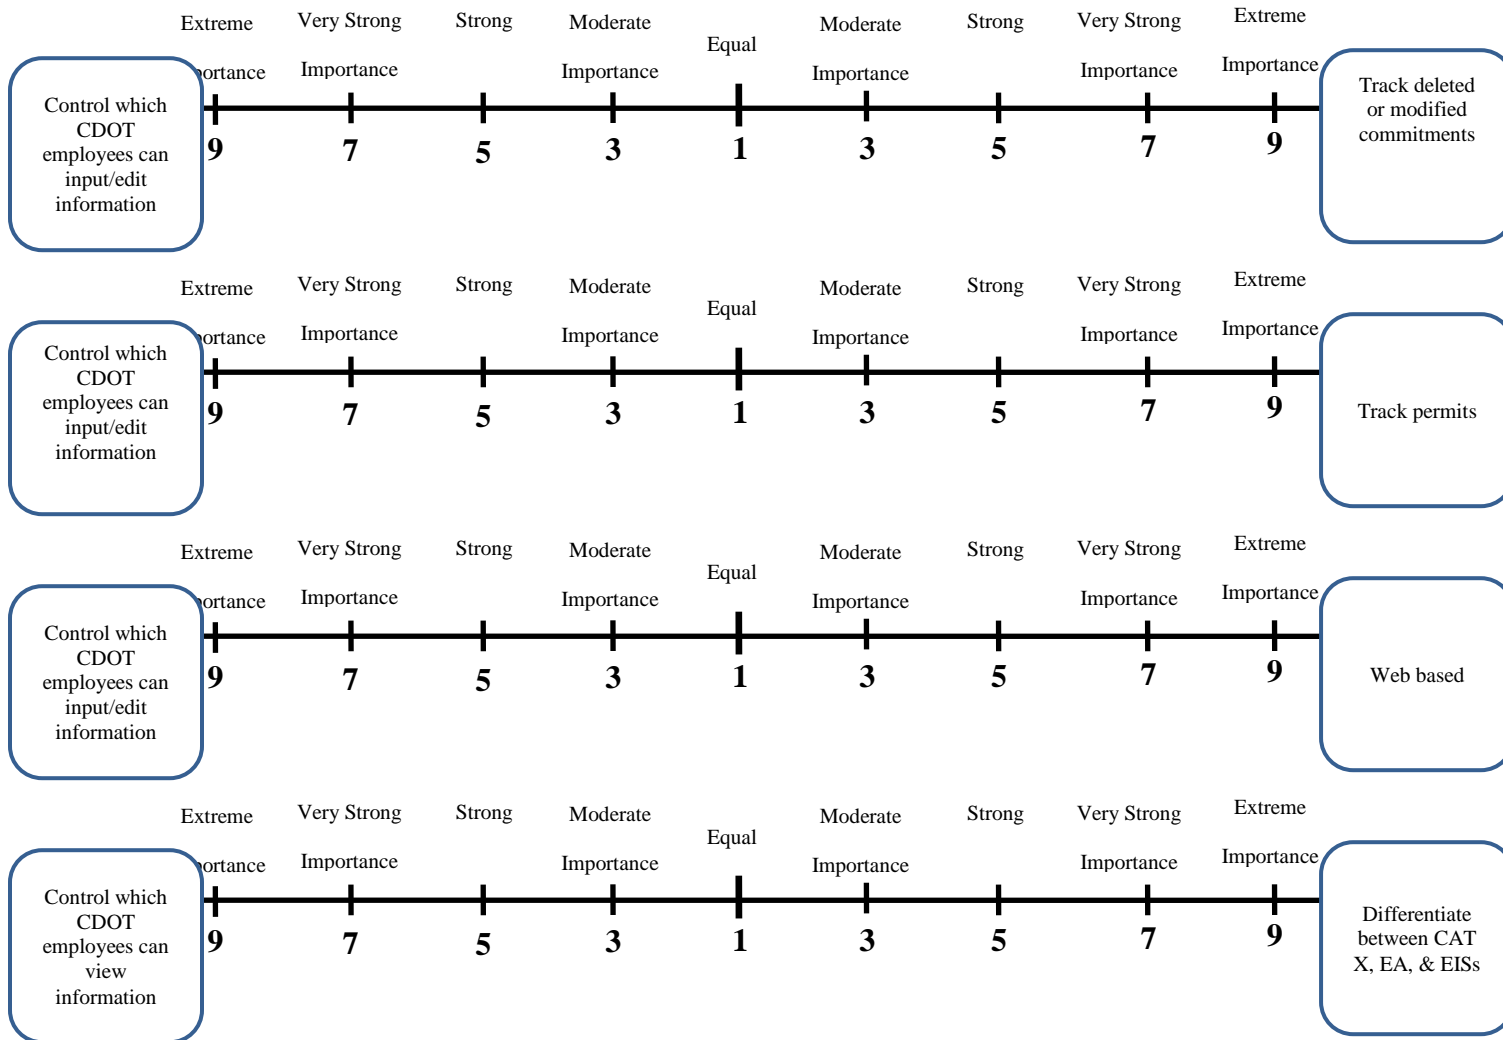 Extreme Very Strong Strong Moderate Equal Moderate Strong Very Strong Extreme
portance Importance Importance Importance Importance Importance
Control which
CDOT
employees can
input/edit
information
9 7 5 3 1 3 5 7 9
Track deleted
or modified
commitments
Extreme Very Strong Strong Moderate Equal Moderate Strong Very Strong Extreme
portance Importance Importance Importance Importance Importance
Control which
CDOT
employees can
input/edit
information
9 7 5 3 1 3 5 7 9
Track permits
Extreme Very Strong Strong Moderate Equal Moderate Strong Very Strong Extreme
portance Importance Importance Importance Importance Importance
Control which
CDOT
employees can
input/edit
information
9 7 5 3 1 3 5 7 9
Web based
Extreme Very Strong Strong Moderate Equal Moderate Strong Very Strong Extreme
portance Importance Importance Importance Importance Importance
Control which
CDOT
employees can
view
information
9 7 5 3 1 3 5 7 9
Differentiate
between CAT
X, EA, & EISs